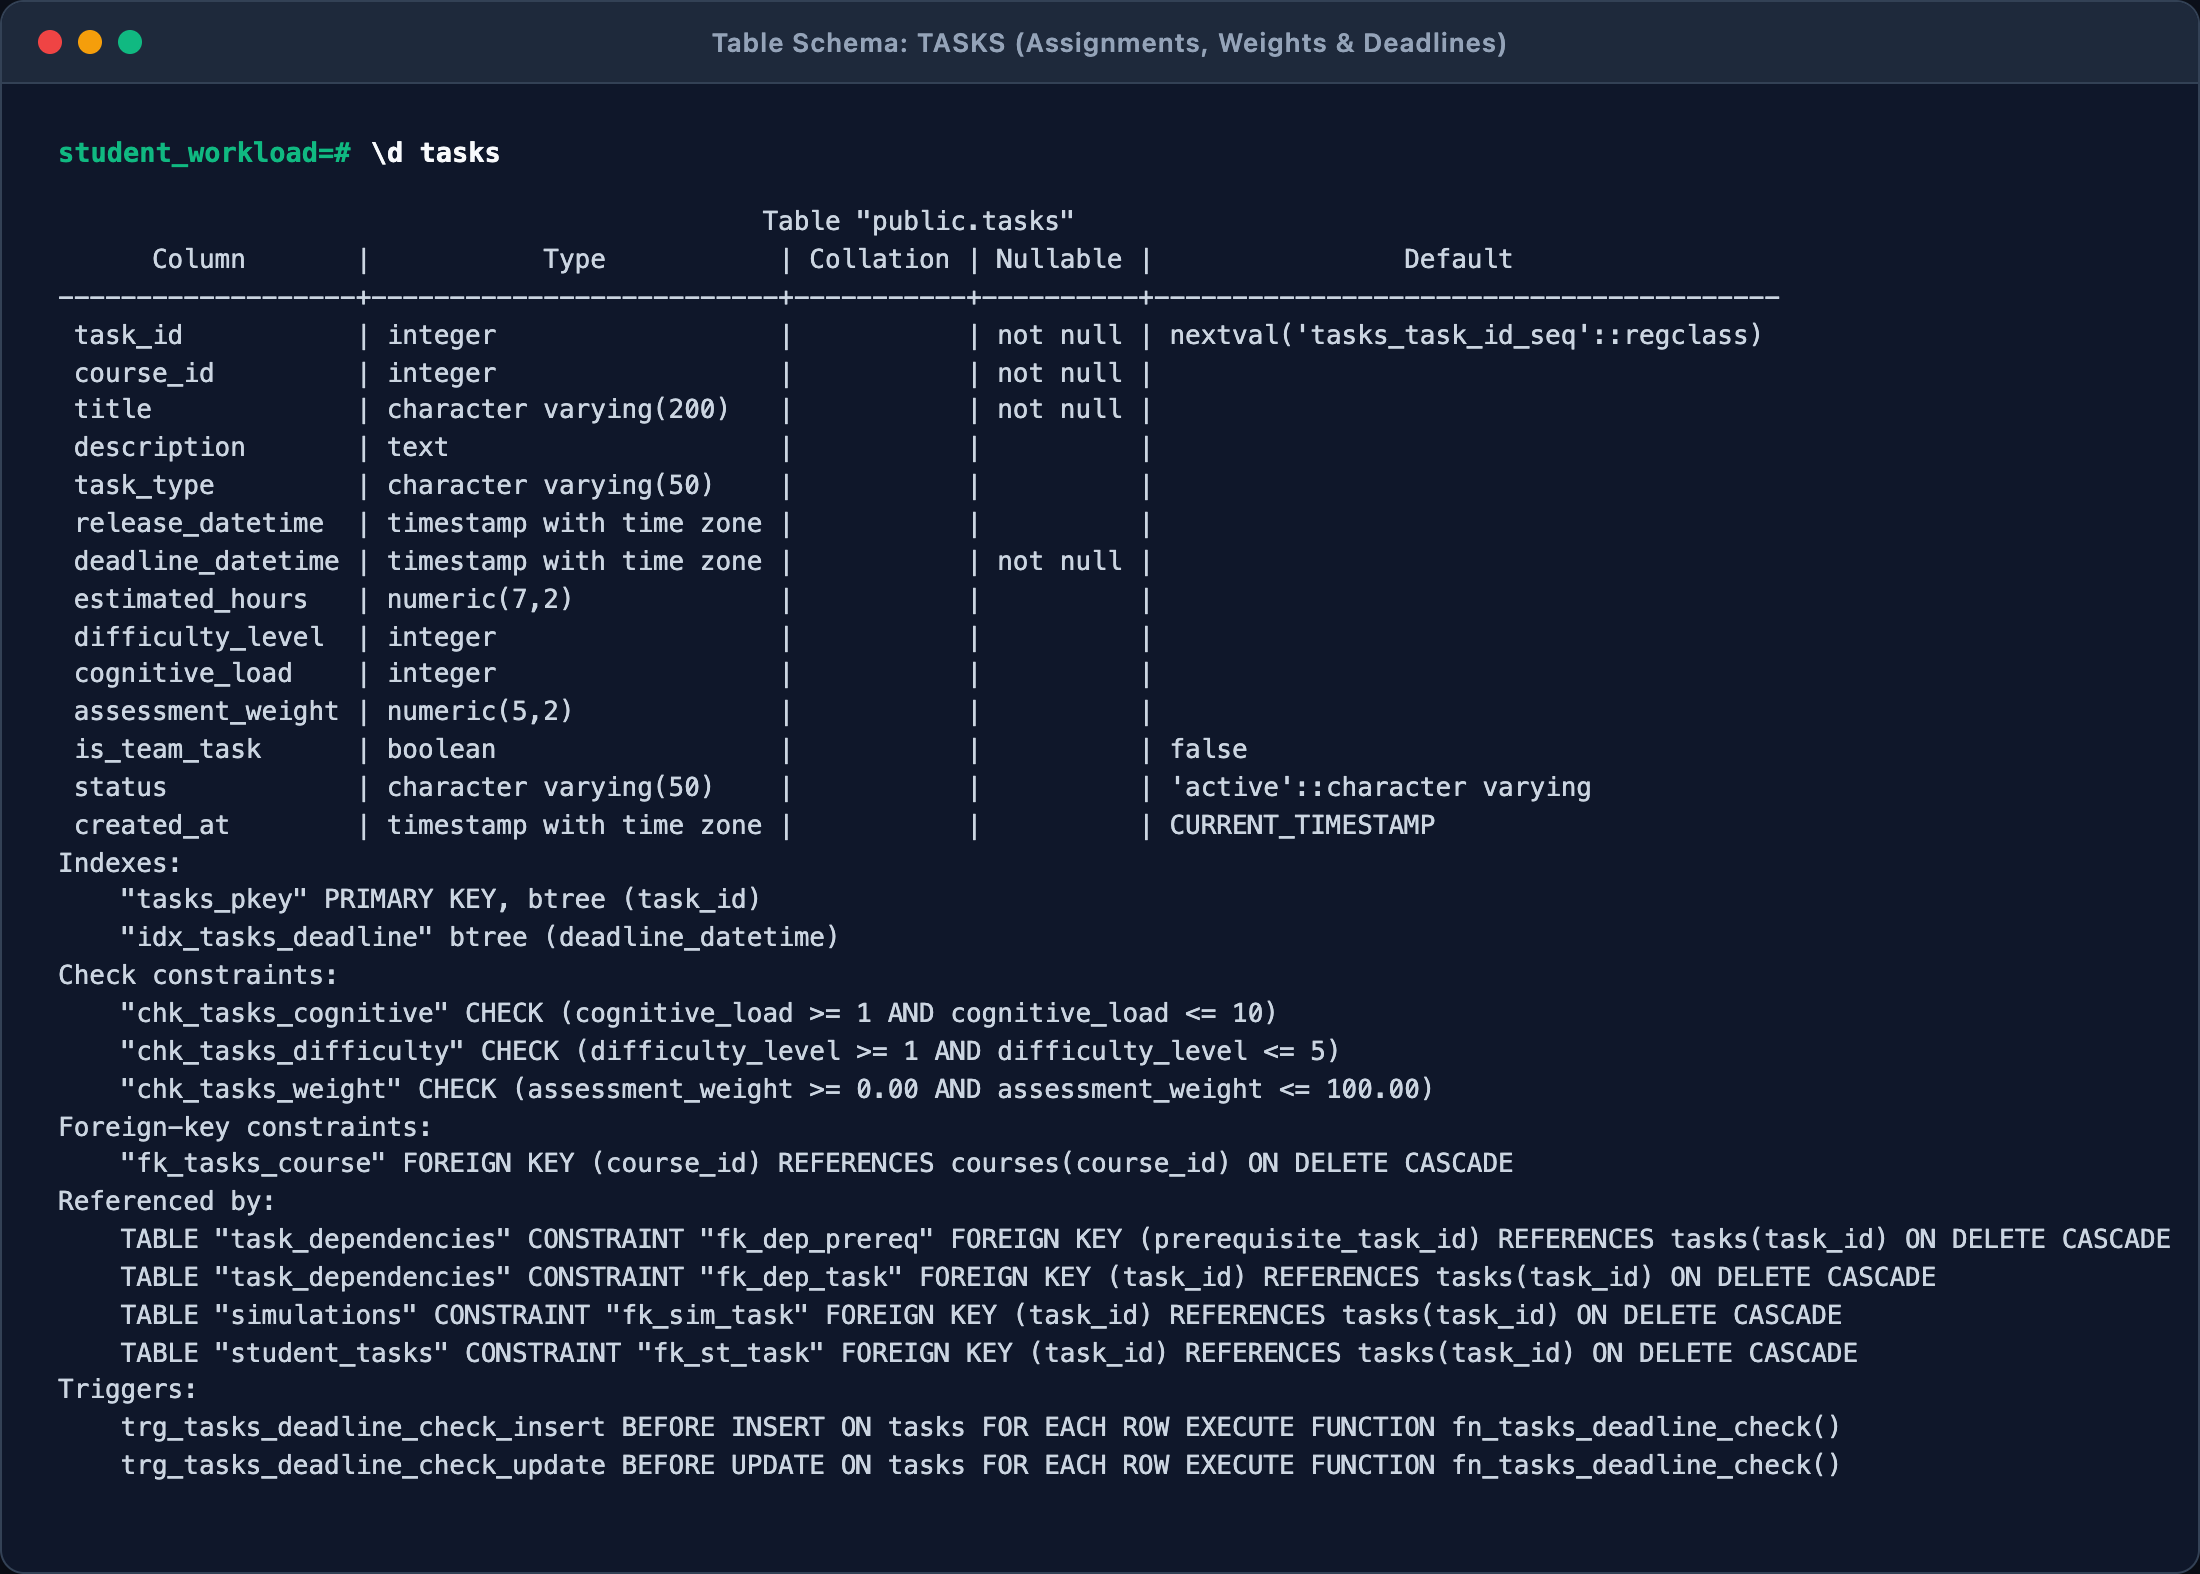 Table Schema: TASKS (Assignments, Weights & Deadlines)
student_workload=# \d tasks
                                             Table "public.tasks"
      Column       |           Type           | Collation | Nullable |                Default
-------------------+--------------------------+-----------+----------+----------------------------------------
 task_id           | integer                  |           | not null | nextval('tasks_task_id_seq'::regclass)
 course_id         | integer                  |           | not null |
 title             | character varying(200)   |           | not null |
 description       | text                     |           |          |
 task_type         | character varying(50)    |           |          |
 release_datetime  | timestamp with time zone |           |          |
 deadline_datetime | timestamp with time zone |           | not null |
 estimated_hours   | numeric(7,2)             |           |          |
 difficulty_level  | integer                  |           |          |
 cognitive_load    | integer                  |           |          |
 assessment_weight | numeric(5,2)             |           |          |
 is_team_task      | boolean                  |           |          | false
 status            | character varying(50)    |           |          | 'active'::character varying
 created_at        | timestamp with time zone |           |          | CURRENT_TIMESTAMP
Indexes:
    "tasks_pkey" PRIMARY KEY, btree (task_id)
    "idx_tasks_deadline" btree (deadline_datetime)
Check constraints:
    "chk_tasks_cognitive" CHECK (cognitive_load >= 1 AND cognitive_load <= 10)
    "chk_tasks_difficulty" CHECK (difficulty_level >= 1 AND difficulty_level <= 5)
    "chk_tasks_weight" CHECK (assessment_weight >= 0.00 AND assessment_weight <= 100.00)
Foreign-key constraints:
    "fk_tasks_course" FOREIGN KEY (course_id) REFERENCES courses(course_id) ON DELETE CASCADE
Referenced by:
    TABLE "task_dependencies" CONSTRAINT "fk_dep_prereq" FOREIGN KEY (prerequisite_task_id) REFERENCES tasks(task_id) ON DELETE CASCADE
    TABLE "task_dependencies" CONSTRAINT "fk_dep_task" FOREIGN KEY (task_id) REFERENCES tasks(task_id) ON DELETE CASCADE
    TABLE "simulations" CONSTRAINT "fk_sim_task" FOREIGN KEY (task_id) REFERENCES tasks(task_id) ON DELETE CASCADE
    TABLE "student_tasks" CONSTRAINT "fk_st_task" FOREIGN KEY (task_id) REFERENCES tasks(task_id) ON DELETE CASCADE
Triggers:
    trg_tasks_deadline_check_insert BEFORE INSERT ON tasks FOR EACH ROW EXECUTE FUNCTION fn_tasks_deadline_check()
    trg_tasks_deadline_check_update BEFORE UPDATE ON tasks FOR EACH ROW EXECUTE FUNCTION fn_tasks_deadline_check()